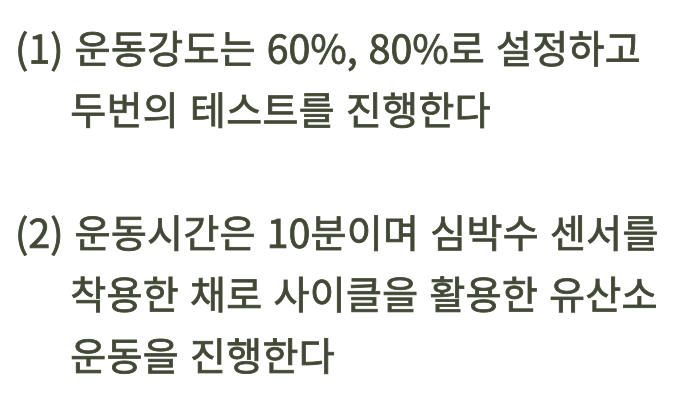 (1) 운동강도는 60%, 80%로 설정하고
두번의 테스트를 진행한다
(2) 운동시간은 10분이며 심박수 센서를
착용한 채로 사이클을 활용한 유산소
운동을 진행한다